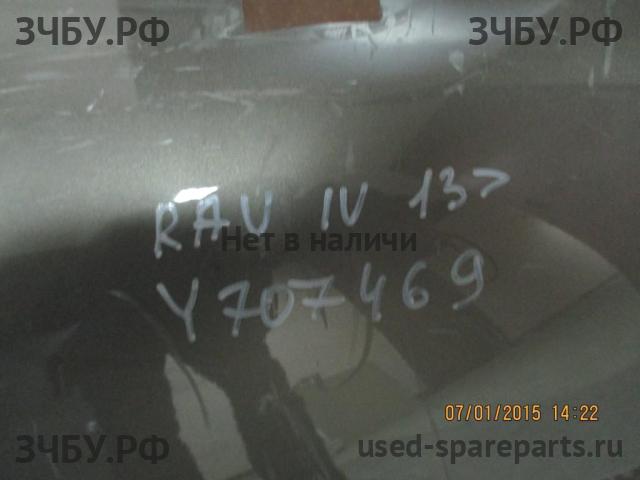 ЗЧБУ.РФ ЗЧБУ.РФ
RAV IV 13>
Нет в наличи
Y707469
07/01/2015 14:22
ЗЧБУ.РФ used-spareparts.ru